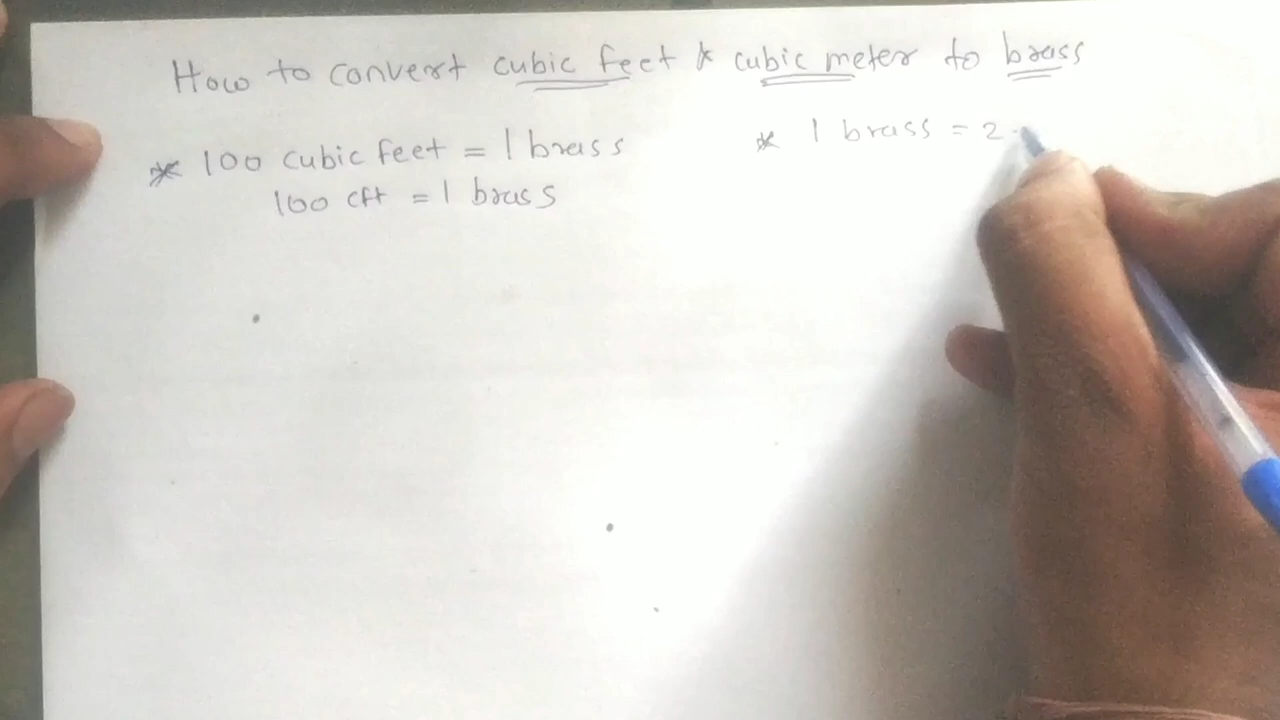 How to convert cubic feet & cubic meter to brass
* 100 cubic feet = 1 brass
100 cft = 1 brass
* 1 brass = 2.